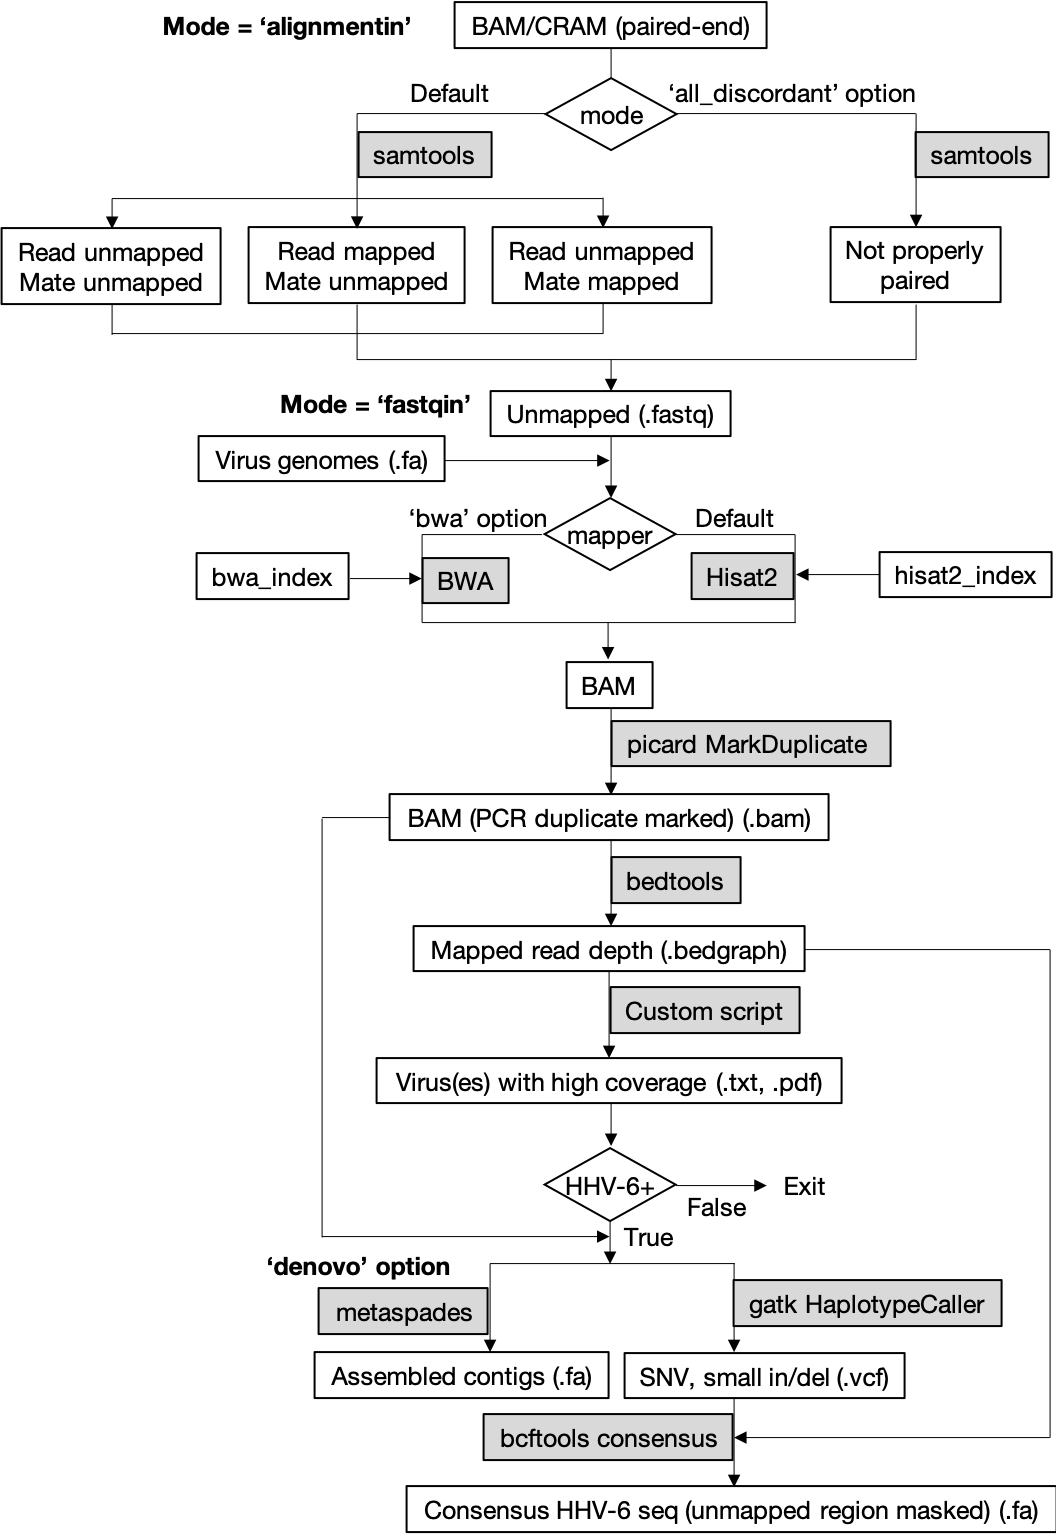 Mode = ‘alignmentin’
BAM/CRAM (paired-end)
Default
mode
‘all_discordant’ option
samtools
samtools
Read unmapped
Mate unmapped
Read mapped
Mate unmapped
Read unmapped
Mate mapped
Not properly
paired
Mode = ‘fastqin’
Unmapped (.fastq)
Virus genomes (.fa)
‘bwa’ option
mapper
Default
bwa_index
BWA
Hisat2
hisat2_index
BAM
picard MarkDuplicate
BAM (PCR duplicate marked) (.bam)
bedtools
Mapped read depth (.bedgraph)
Custom script
Virus(es) with high coverage (.txt, .pdf)
HHV-6+
Exit
False
True
‘denovo’ option
metaspades
gatk HaplotypeCaller
Assembled contigs (.fa)
SNV, small in/del (.vcf)
bcftools consensus
Consensus HHV-6 seq (unmapped region masked) (.fa)